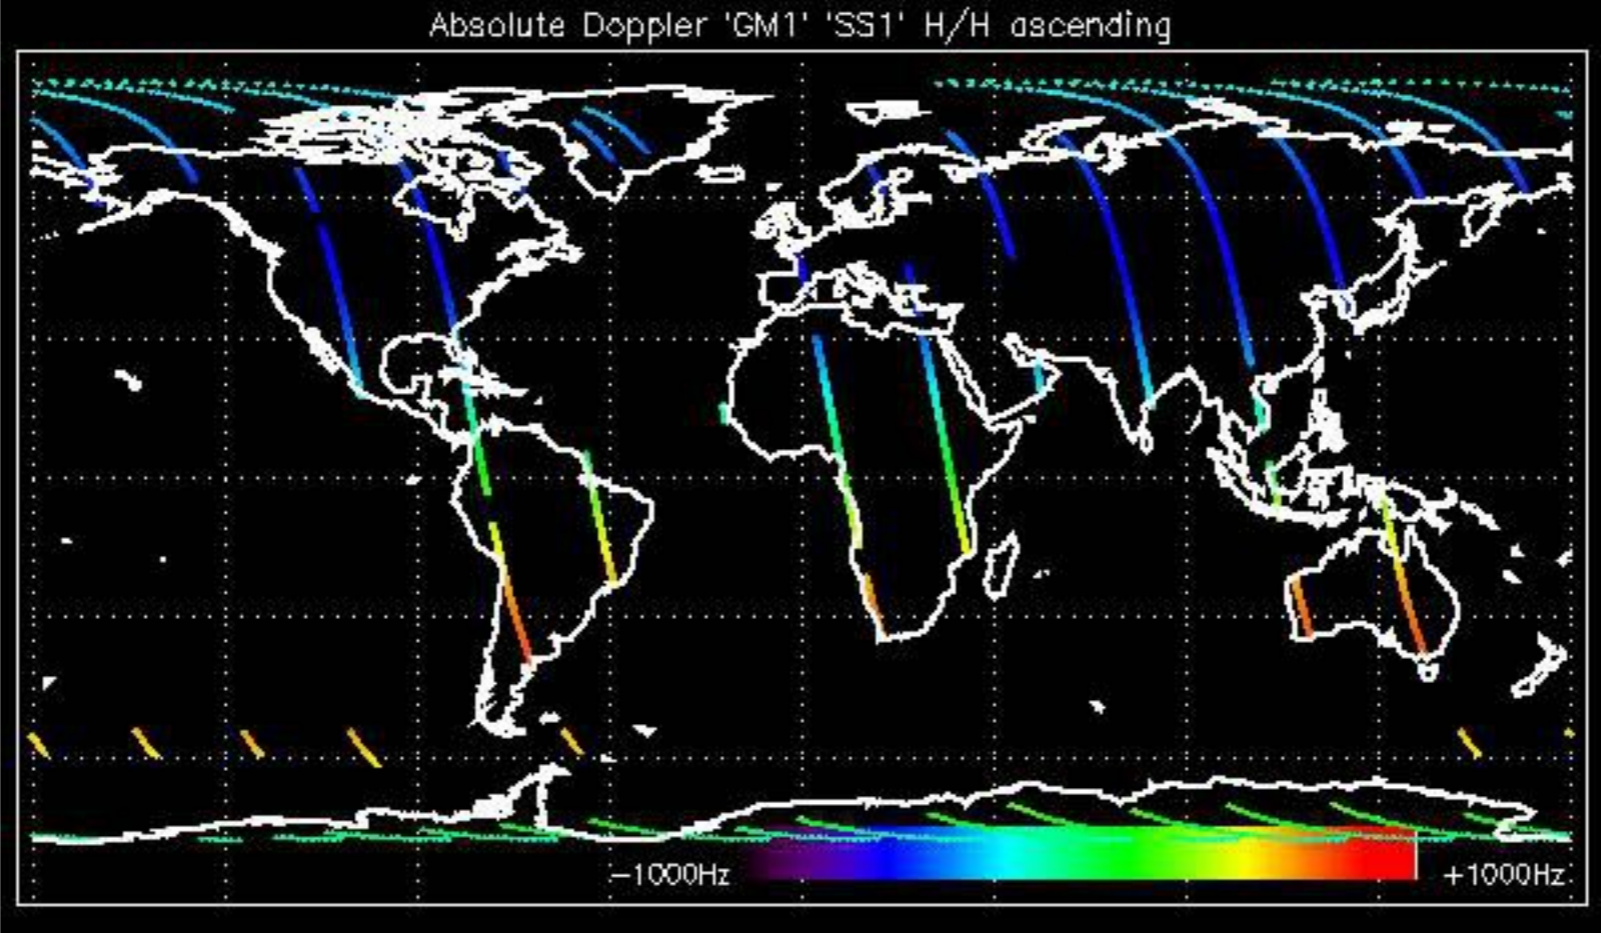 Absolute Doppler 'GM1' 'SS1' H/H ascending
−1000Hz
+1000Hz